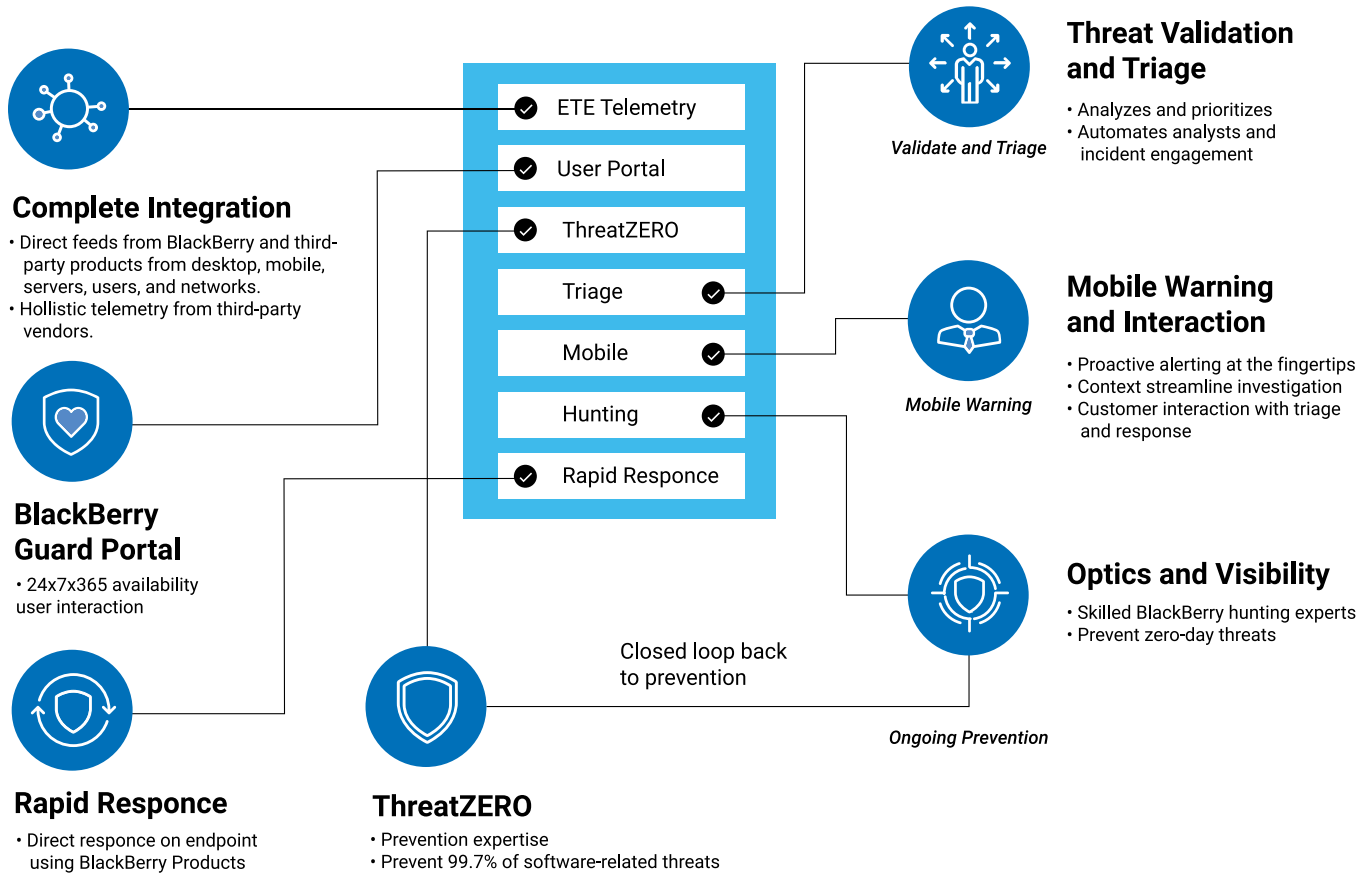 Complete Integration
• Direct feeds from BlackBerry and third-
party products from desktop, mobile,
servers, users, and networks.
• Hollistic telemetry from third-party
vendors.
BlackBerry
Guard Portal
• 24x7x365 availability
user interaction
Rapid Responce
• Direct responce on endpoint
using BlackBerry Products
ETE Telemetry
User Portal
ThreatZERO
Triage
Mobile
Hunting
Rapid Responce
ThreatZERO
• Prevention expertise
• Prevent 99.7% of software-related threats
Closed loop back
to prevention
Validate and Triage
Threat Validation
and Triage
• Analyzes and prioritizes
• Automates analysts and
incident engagement
Mobile Warning
Mobile Warning
and Interaction
• Proactive alerting at the fingertips
• Context streamline investigation
• Customer interaction with triage
and response
Optics and Visibility
• Skilled BlackBerry hunting experts
• Prevent zero-day threats
Ongoing Prevention